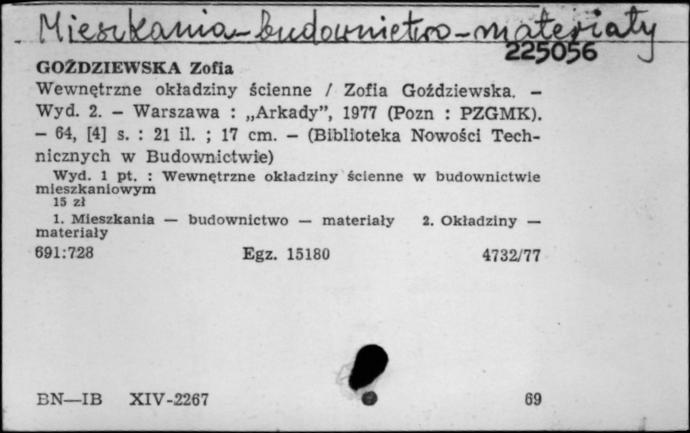 Mieszkania – budownictwo – materiały
225056
GOŹDZIEWSKA Zofia
Wewnętrzne okładziny ścienne / Zofia Goździewska. –
Wyd. 2. – Warszawa : „Arkady”, 1977 (Pozn : PZGMK).
– 64, [4] s. : 21 il. ; 17 cm. – (Biblioteka Nowości Tech-
nicznych w Budownictwie)
Wyd. 1 pt. : Wewnętrzne okładziny ścienne w budownictwie
mieszkaniowym
15 zł
1. Mieszkania — budownictwo — materiały 2. Okładziny —
materiały
691:728 Egz. 15180 4732/77
BN—IB XIV-2267 69